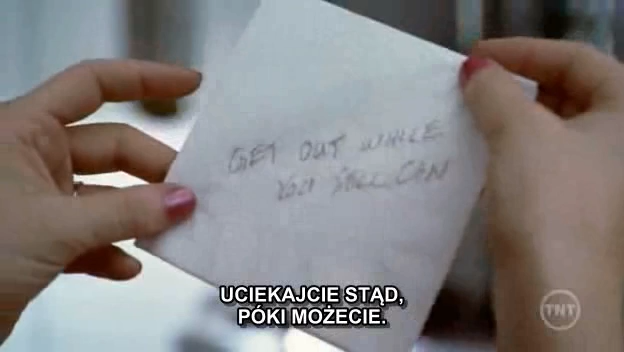 GET OUT WHILE
YOU STILL CAN
UCIEKAJCIE STĄD,
PÓKI MOŻECIE.
TNT